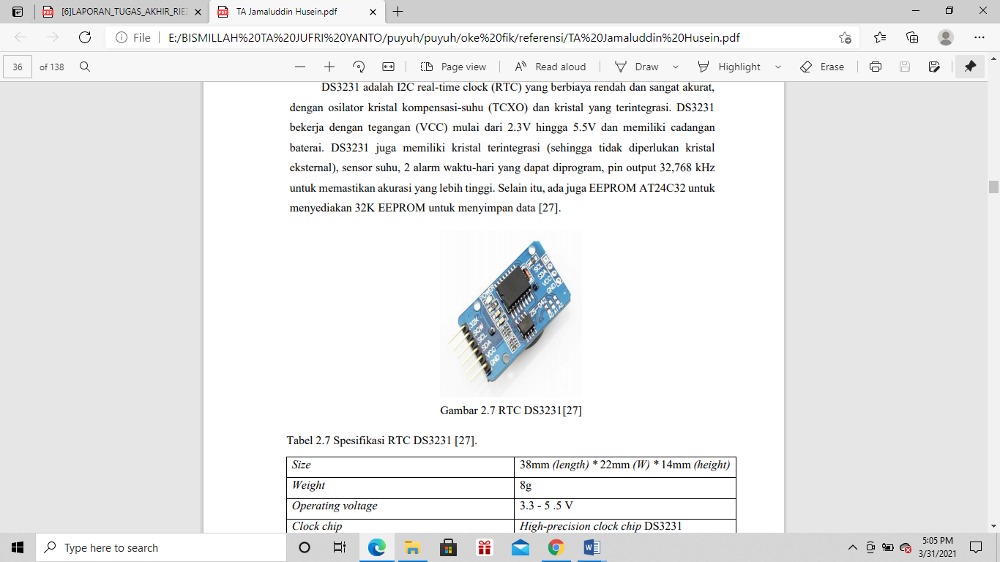 [6]LAPORAN_TUGAS_AKHIR_RIE
TA Jamaluddin Husein.pdf
File
E:/BISMILLAH%20TA%20JUFRI%20YANTO/puyuh/puyuh/oke%20fik/referensi/TA%20Jamaluddin%20Husein.pdf
36 of 138
Page view
Read aloud
Draw
Highlight
Erase
DS3231 adalah I2C real-time clock (RTC) yang berbiaya rendah dan sangat akurat,
dengan osilator kristal kompensasi-suhu (TCXO) dan kristal yang terintegrasi. DS3231
bekerja dengan tegangan (VCC) mulai dari 2.3V hingga 5.5V dan memiliki cadangan
baterai. DS3231 juga memiliki kristal terintegrasi (sehingga tidak diperlukan kristal
eksternal), sensor suhu, 2 alarm waktu-hari yang dapat diprogram, pin output 32,768 kHz
untuk memastikan akurasi yang lebih tinggi. Selain itu, ada juga EEPROM AT24C32 untuk
menyediakan 32K EEPROM untuk menyimpan data [27].
SCL
SDA
VCC
GND
POWER
ZS-042
A0 A1 A2
32K
SQW
SCL
SDA
VCC
GND
Gambar 2.7 RTC DS3231[27]
Tabel 2.7 Spesifikasi RTC DS3231 [27].
Size 38mm (length) * 22mm (W) * 14mm (height)
Weight 8g
Operating voltage 3.3 - 5 .5 V
Clock chip High-precision clock chip DS3231
Type here to search
5:05 PM
3/31/2021